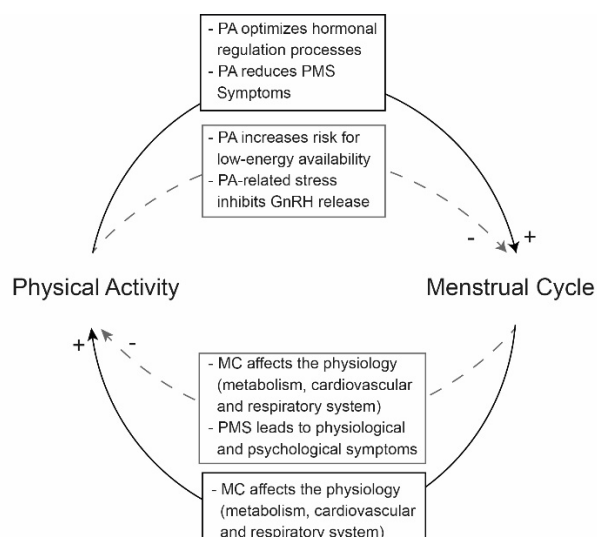 - PA optimizes hormonal
regulation processes
- PA reduces PMS
Symptoms
- PA increases risk for
low-energy availability
- PA-related stress
inhibits GnRH release
- +
Physical Activity
Menstrual Cycle
+ -
- MC affects the physiology
(metabolism, cardiovascular
and respiratory system)
- PMS leads to physiological
and psychological symptoms
- MC affects the physiology
(metabolism, cardiovascular
and respiratory system)